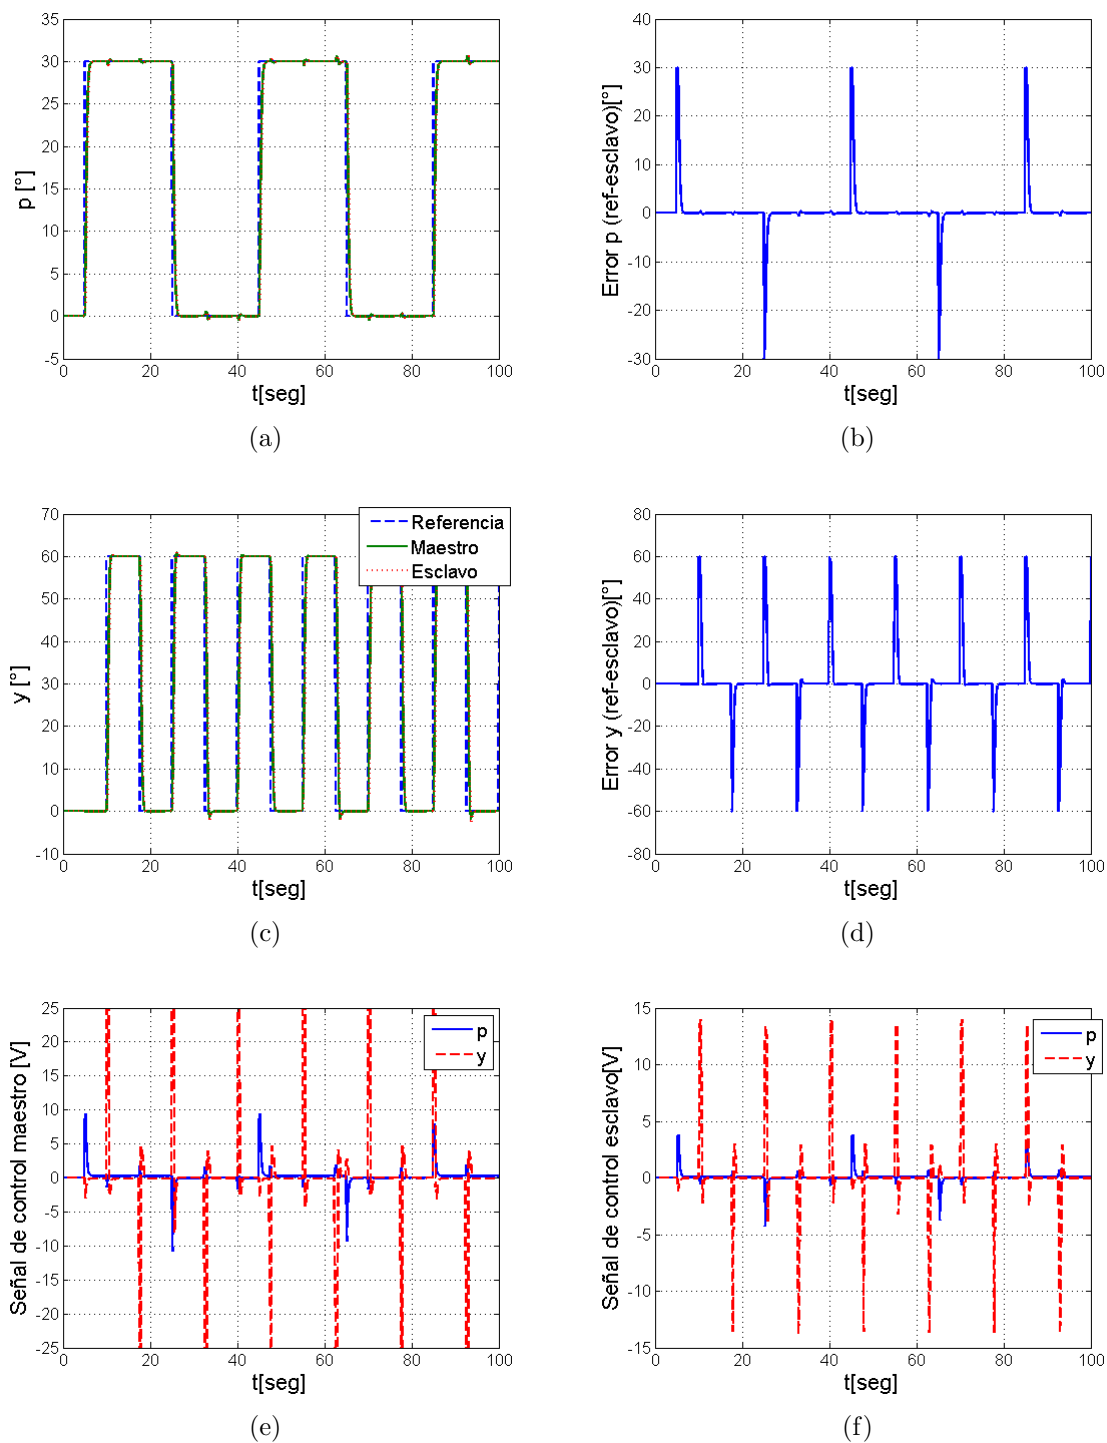 35
30
25
20
15
10
5
0
-5
p [°]
0 20 40 60 80 100
t[seg]
(a)
40
30
20
10
0
-10
-20
-30
Error p (ref-esclavo)[°]
0 20 40 60 80 100
t[seg]
(b)
70
60
50
40
30
20
10
0
-10
y [°]
Referencia
Maestro
Esclavo
0 20 40 60 80 100
t[seg]
(c)
80
60
40
20
0
-20
-40
-60
-80
Error y (ref-esclavo)[°]
0 20 40 60 80 100
t[seg]
(d)
25
20
15
10
5
0
-5
-10
-15
-20
-25
Señal de control maestro [V]
p
y
0 20 40 60 80 100
t[seg]
(e)
15
10
5
0
-5
-10
-15
Señal de control esclavo[V]
p
y
0 20 40 60 80 100
t[seg]
(f)